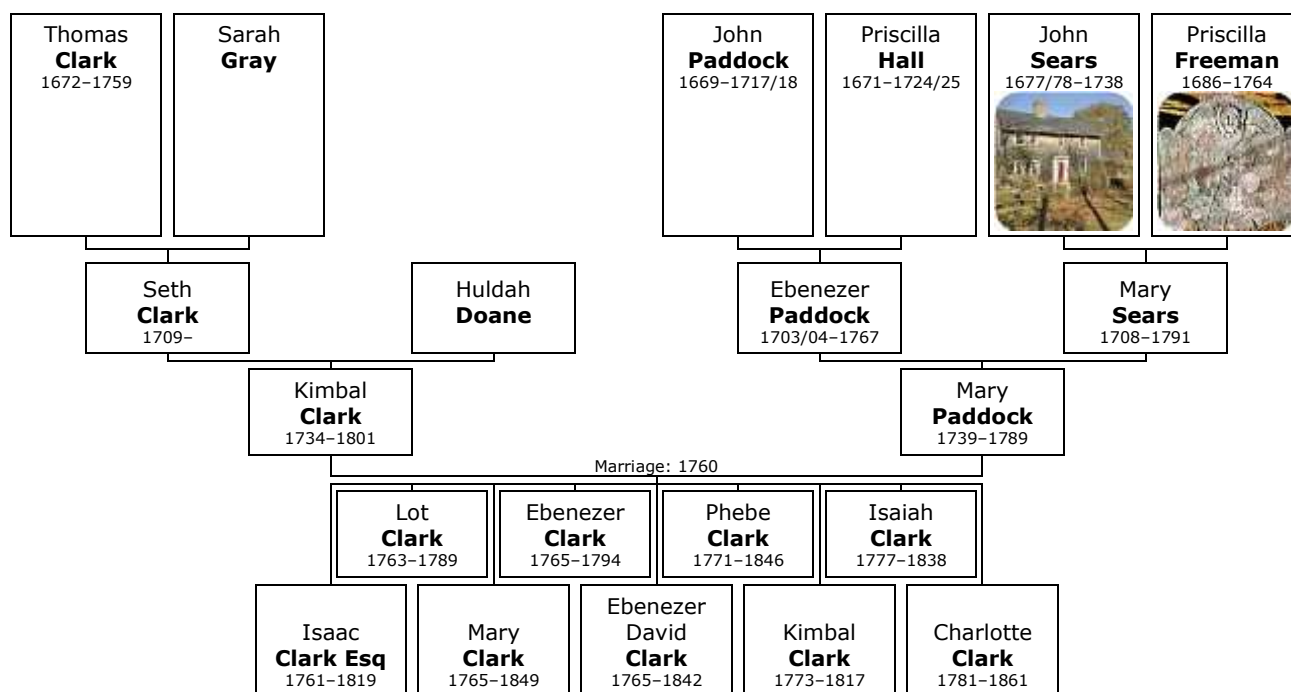 Thomas
Clark
1672–1759
Sarah
Gray
John
Paddock
1669–1717/18
Priscilla
Hall
1671–1724/25
John
Sears
1677/78–1738
Priscilla
Freeman
1686–1764
Seth
Clark
1709–
Huldah
Doane
Ebenezer
Paddock
1703/04–1767
Mary
Sears
1708–1791
Kimbal
Clark
1734–1801
Mary
Paddock
1739–1789
Marriage: 1760
Lot
Clark
1763–1789
Ebenezer
Clark
1765–1794
Phebe
Clark
1771–1846
Isaiah
Clark
1777–1838
Isaac
Clark Esq
1761–1819
Mary
Clark
1765–1849
Ebenezer
David
Clark
1765–1842
Kimbal
Clark
1773–1817
Charlotte
Clark
1781–1861